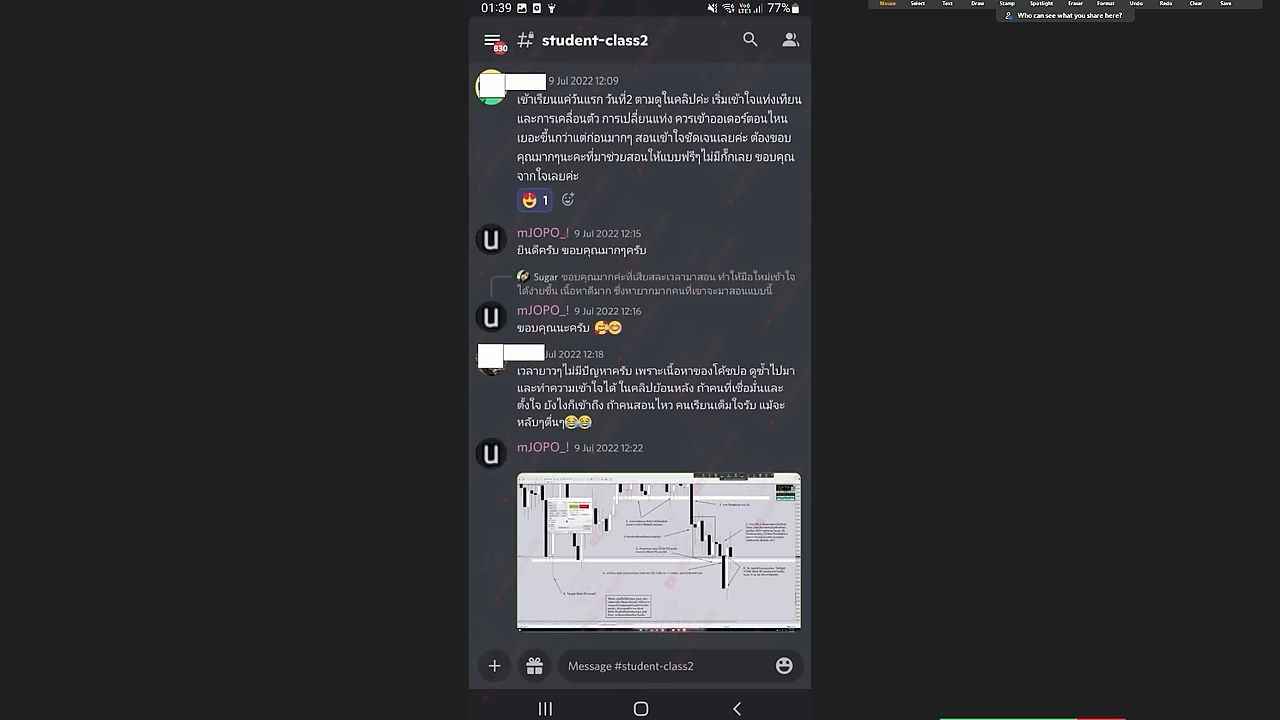 Mouse Select Text Draw Stamp Spotlight Eraser Format Undo Redo Clear Save
Who can see what you share here?
01:39 77%
830
student-class2
9 Jul 2022 12:09
เข้าเรียนแค่วันแรก วันที่2 ตามดูในคลิปค่ะ เริ่มเข้าใจแท่งเทียน
และการเคลื่อนตัว การเปลี่ยนแท่ง ควรเข้าออเดอร์ตอนไหน
เยอะขึ้นกว่าแต่ก่อนมากๆ สอนเข้าใจชัดเจนเลยค่ะ ต้องขอบ
คุณมากๆนะคะที่มาช่วยสอนให้แบบฟรีๆไม่มีกั๊กเลย ขอบคุณ
จากใจเลยค่ะ
1
mJOPO_! 9 Jul 2022 12:15
ยินดีครับ ขอบคุณมากๆครับ
Sugar ขอบคุณมากค่ะที่เสียสละเวลามาสอน ทำให้มือใหม่เข้าใจ
ได้ง่ายขึ้น เนื้อหาดีมาก ซึ่งหายากมากคนที่เขาจะมาสอนแบบนี้
mJOPO_! 9 Jul 2022 12:16
ขอบคุณนะครับ 🥰😊
Jul 2022 12:18
เวลายาวๆไม่มีปัญหาครับ เพราะเนื้อหาของโค้ชปอ ดูซ้ำไปมา
และทำความเข้าใจได้ ในคลิปย้อนหลัง ถ้าคนที่เชื่อมั่นและ
ตั้งใจ ยังไงก็เข้าถึง ถ้าคนสอนไหว คนเรียนเต็มใจรับ แม้จะ
หลับๆตื่นๆ😂😂
mJOPO_! 9 Jul 2022 12:22
Message #student-class2